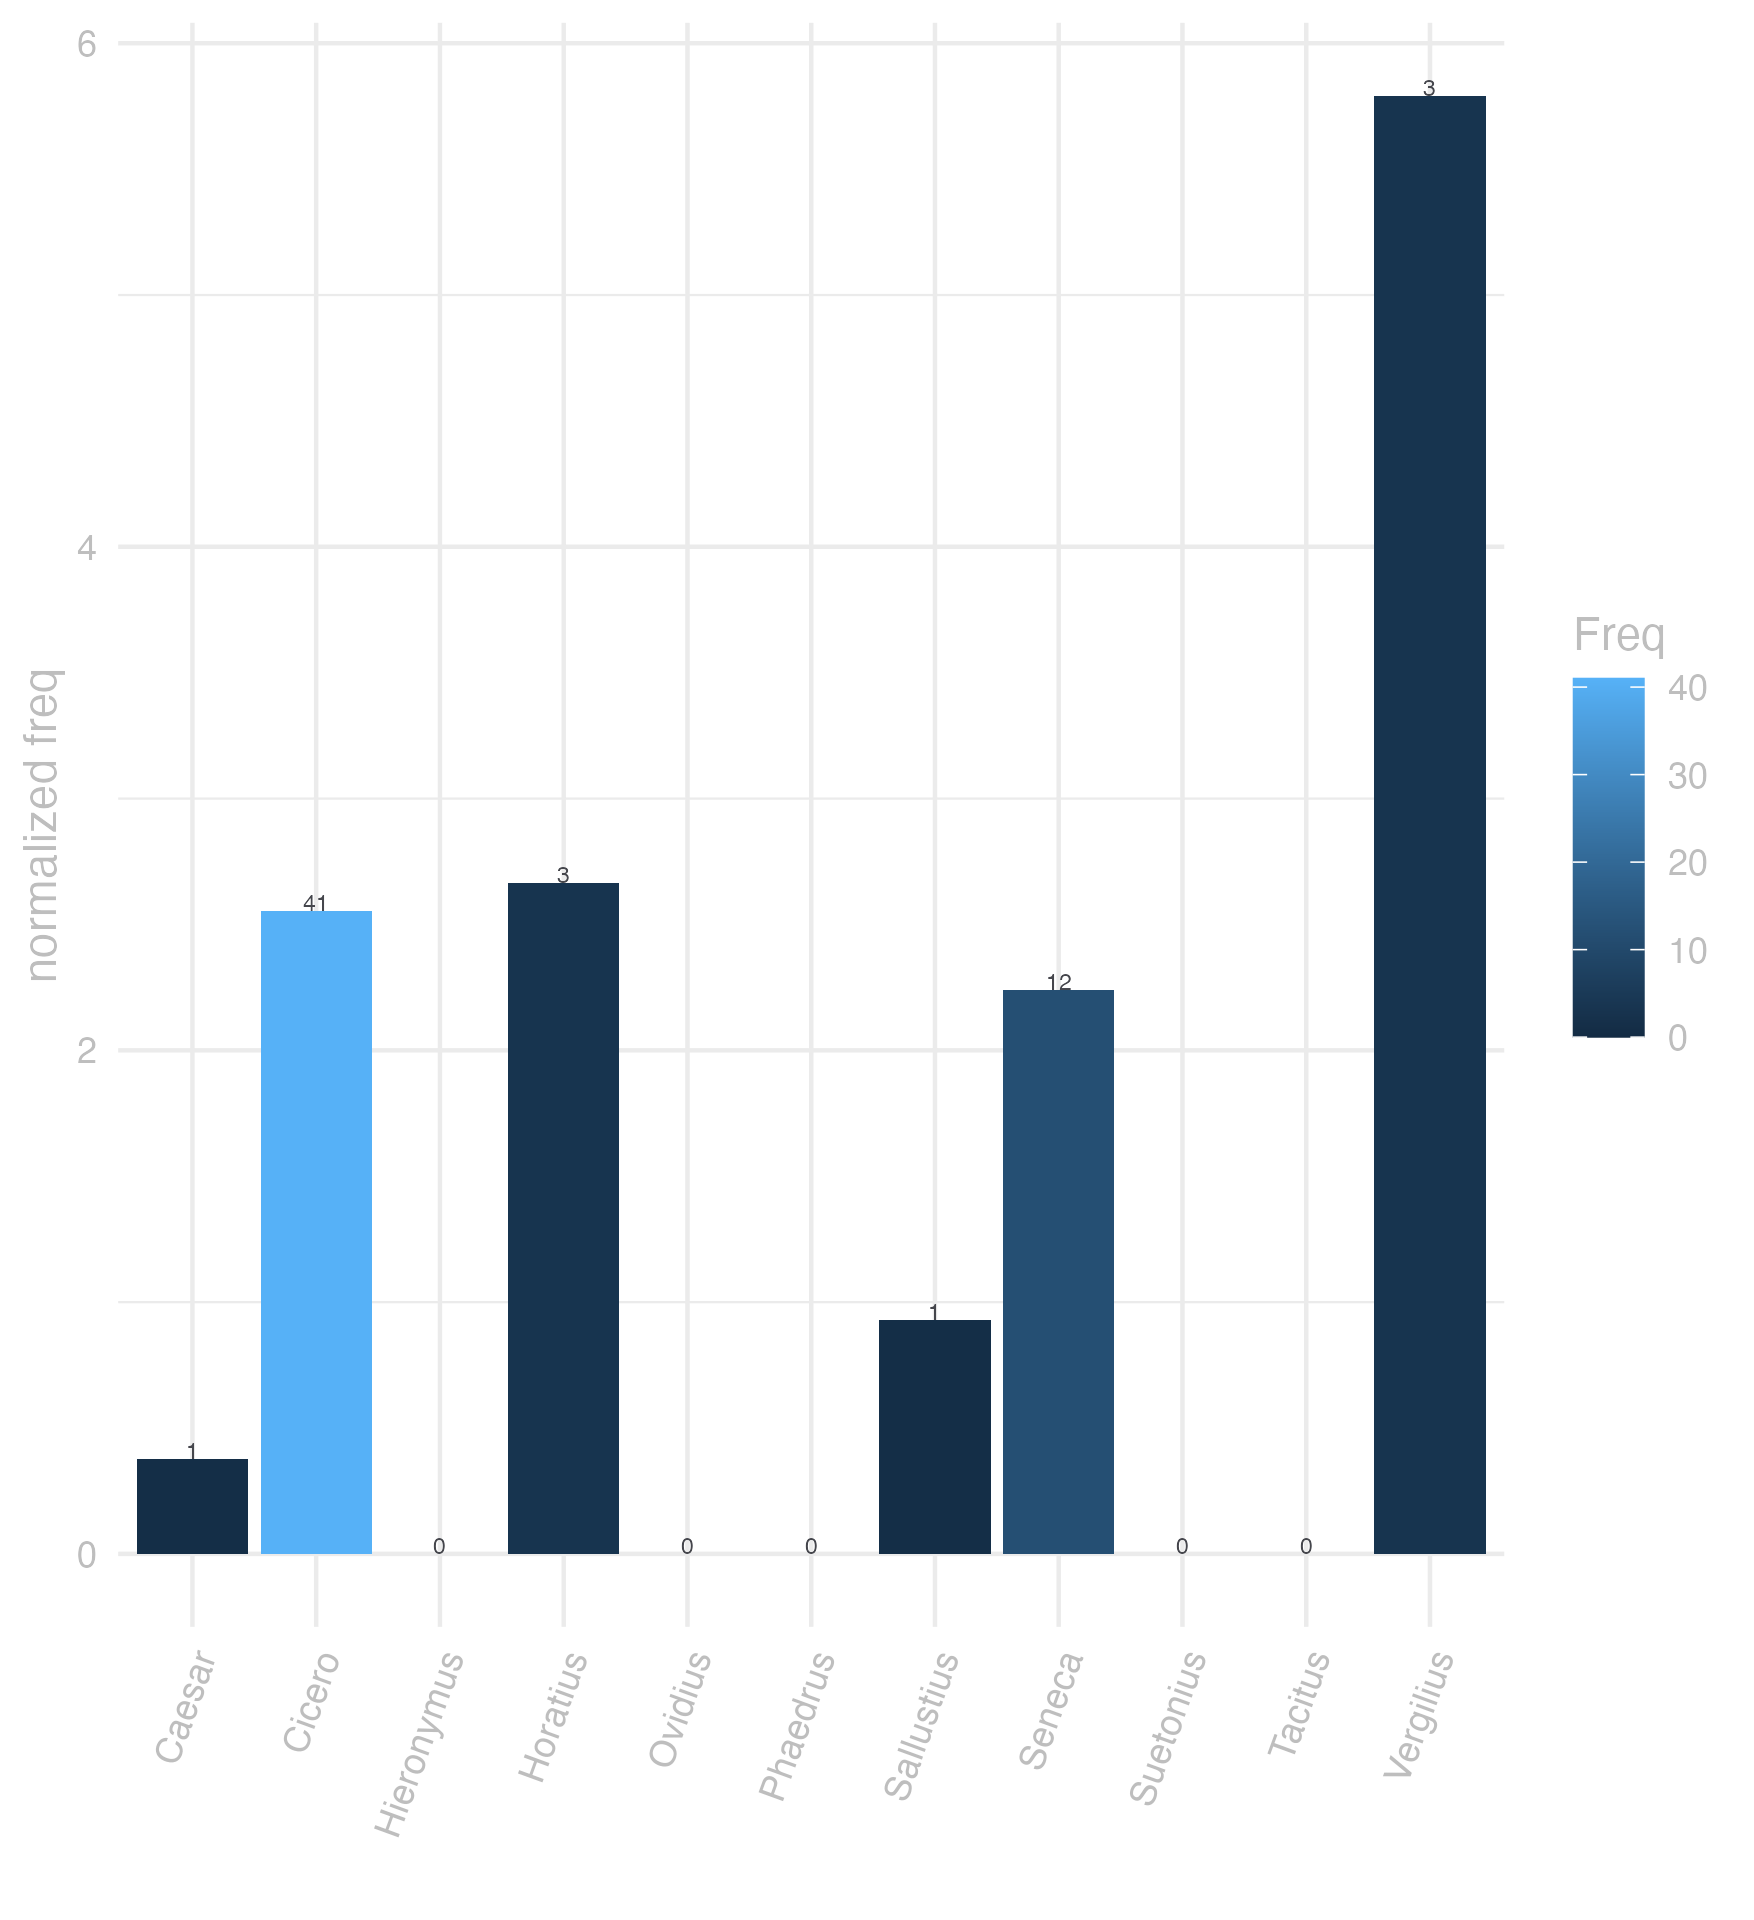 6
4
2
0
normalized freq
1
41
0
3
0
0
1
12
0
0
3
Caesar
Cicero
Hieronymus
Horatius
Ovidius
Phaedrus
Sallustius
Seneca
Suetonius
Tacitus
Vergilius
Freq
40
30
20
10
0